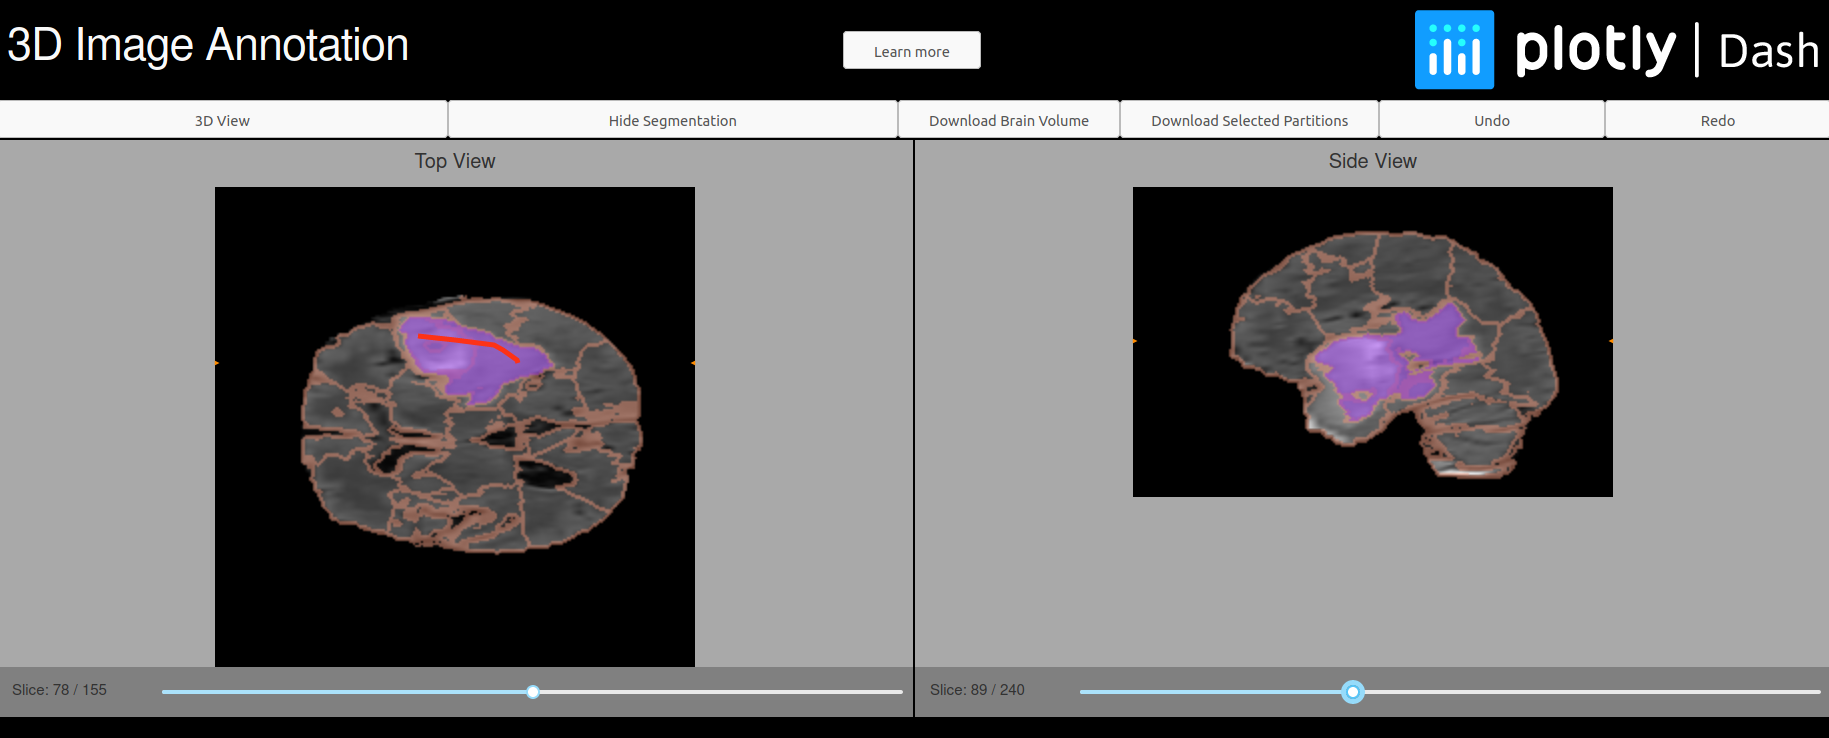 3D Image Annotation
Learn more
plotly | Dash
3D View
Hide Segmentation
Download Brain Volume
Download Selected Partitions
Undo
Redo
Top View
Side View
Slice: 78 / 155
Slice: 89 / 240